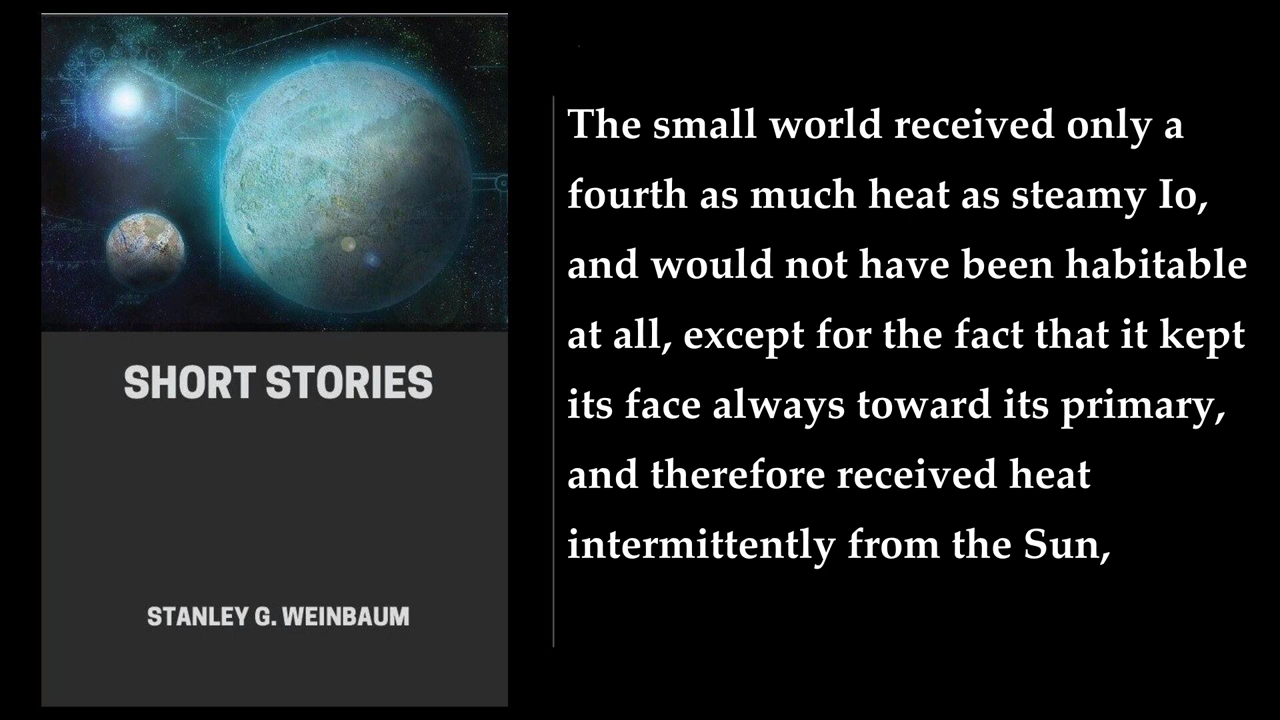 SHORT STORIES
STANLEY G. WEINBAUM
The small world received only a
fourth as much heat as steamy Io,
and would not have been habitable
at all, except for the fact that it kept
its face always toward its primary,
and therefore received heat
intermittently from the Sun,